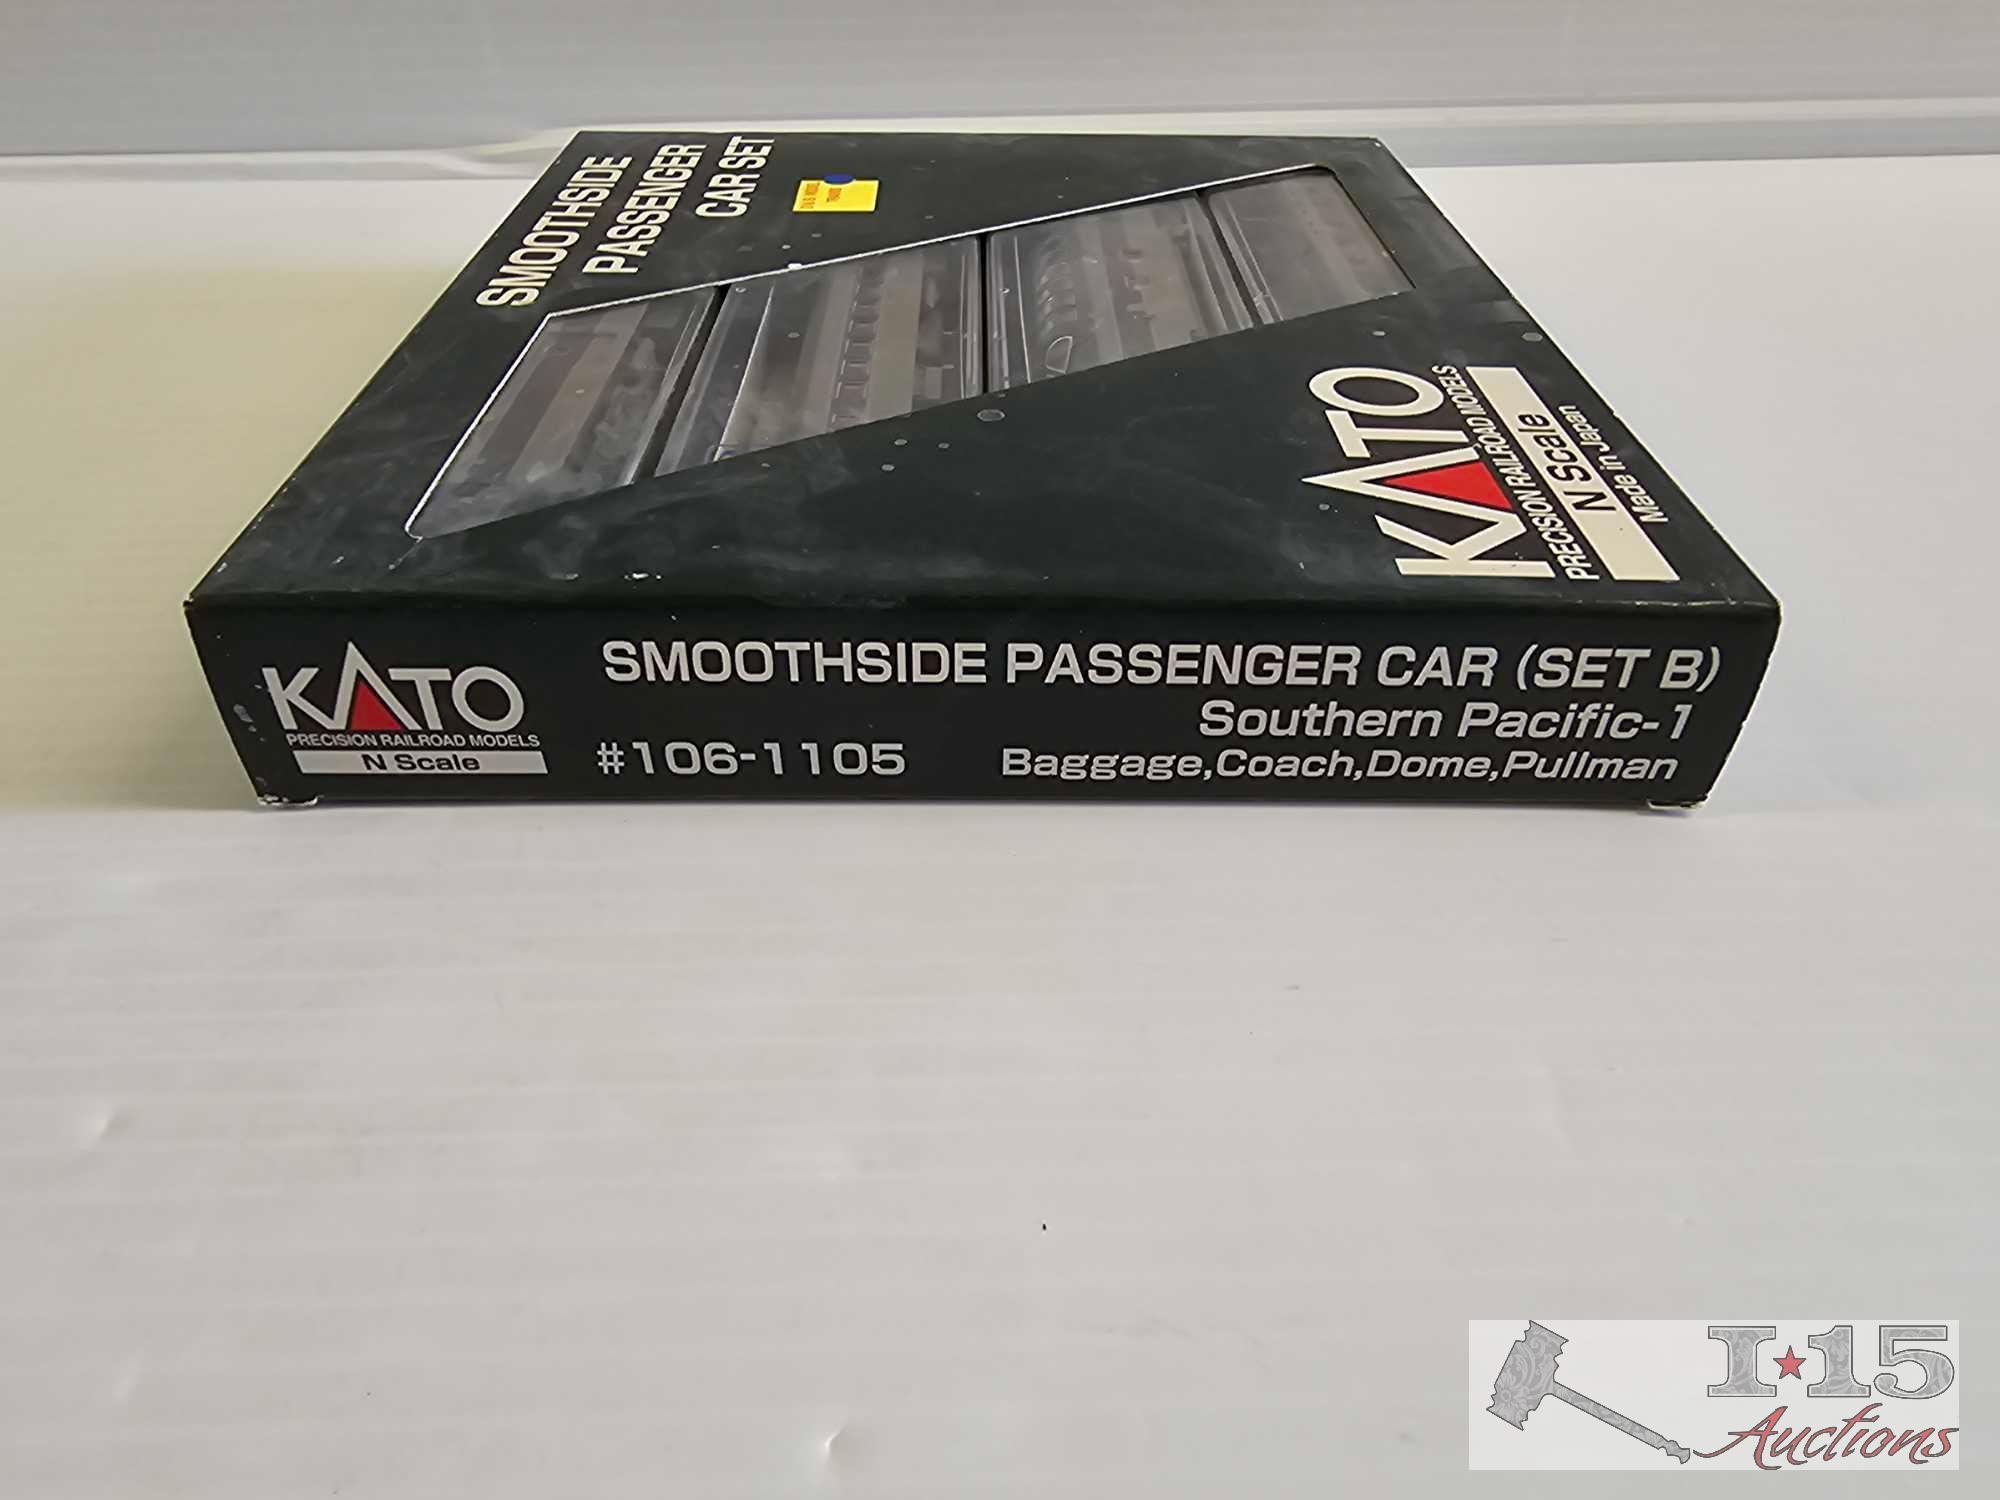 SMOOTHSIDE
PASSENGER
CAR SET
KATO
PRECISION RAILROAD MODELS
N Scale
Made in Japan
KATO
PRECISION RAILROAD MODELS
N Scale
SMOOTHSIDE PASSENGER CAR (SET B)
Southern Pacific-1
#106-1105
Baggage,Coach,Dome,Pullman
I★15
Auctions